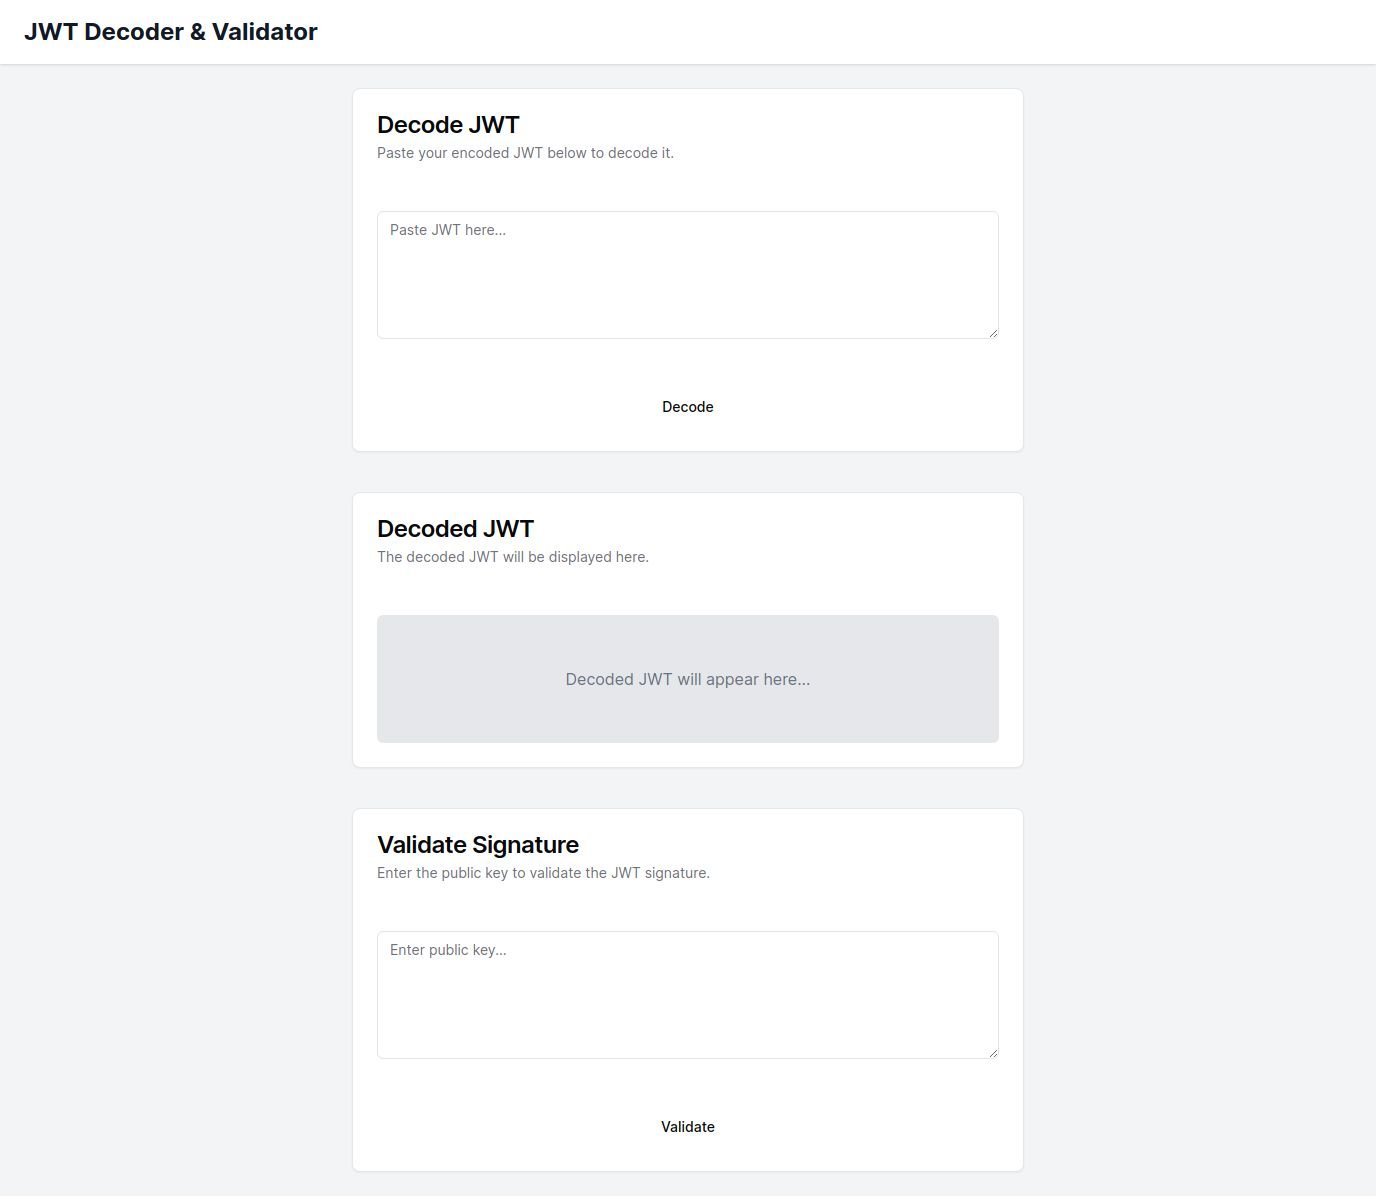 JWT Decoder & Validator
Decode JWT
Paste your encoded JWT below to decode it.
Paste JWT here...
Decode
Decoded JWT
The decoded JWT will be displayed here.
Decoded JWT will appear here...
Validate Signature
Enter the public key to validate the JWT signature.
Enter public key...
Validate